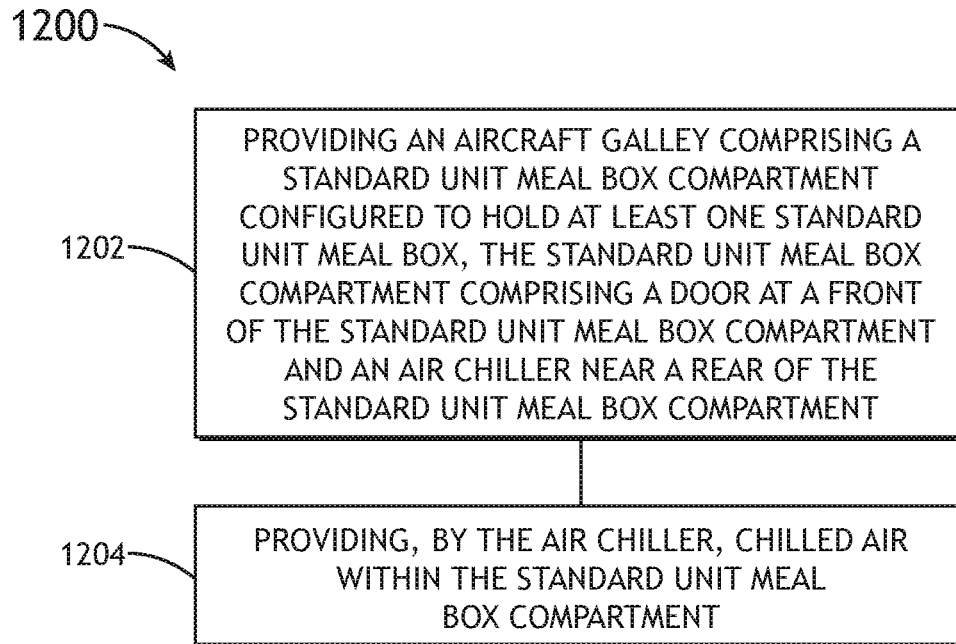 1200
PROVIDING AN AIRCRAFT GALLEY COMPRISING A
STANDARD UNIT MEAL BOX COMPARTMENT
CONFIGURED TO HOLD AT LEAST ONE STANDARD
UNIT MEAL BOX, THE STANDARD UNIT MEAL BOX
COMPARTMENT COMPRISING A DOOR AT A FRONT
OF THE STANDARD UNIT MEAL BOX COMPARTMENT
AND AN AIR CHILLER NEAR A REAR OF THE
STANDARD UNIT MEAL BOX COMPARTMENT
1202
PROVIDING, BY THE AIR CHILLER, CHILLED AIR
WITHIN THE STANDARD UNIT MEAL
BOX COMPARTMENT
1204